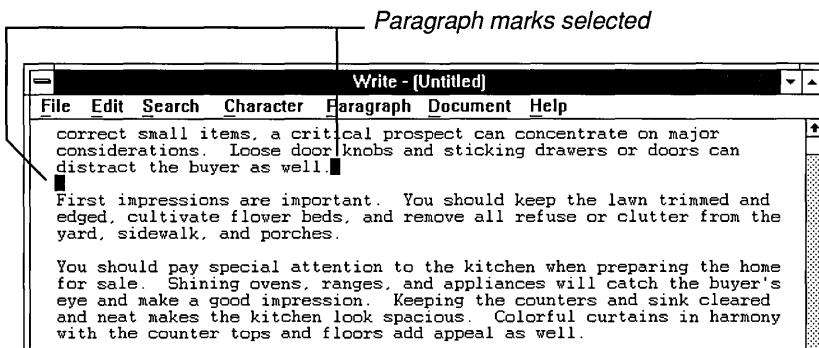 Paragraph marks selected
Write - (Untitled)
File Edit Search Character Paragraph Document Help
correct small items, a critical prospect can concentrate on major
considerations. Loose door knobs and sticking drawers or doors can
distract the buyer as well.
First impressions are important. You should keep the lawn trimmed and
edged, cultivate flower beds, and remove all refuse or clutter from the
yard, sidewalk, and porches.
You should pay special attention to the kitchen when preparing the home
for sale. Shining ovens, ranges, and appliances will catch the buyer's
eye and make a good impression. Keeping the counters and sink cleared
and neat makes the kitchen look spacious. Colorful curtains in harmony
with the counter tops and floors add appeal as well.